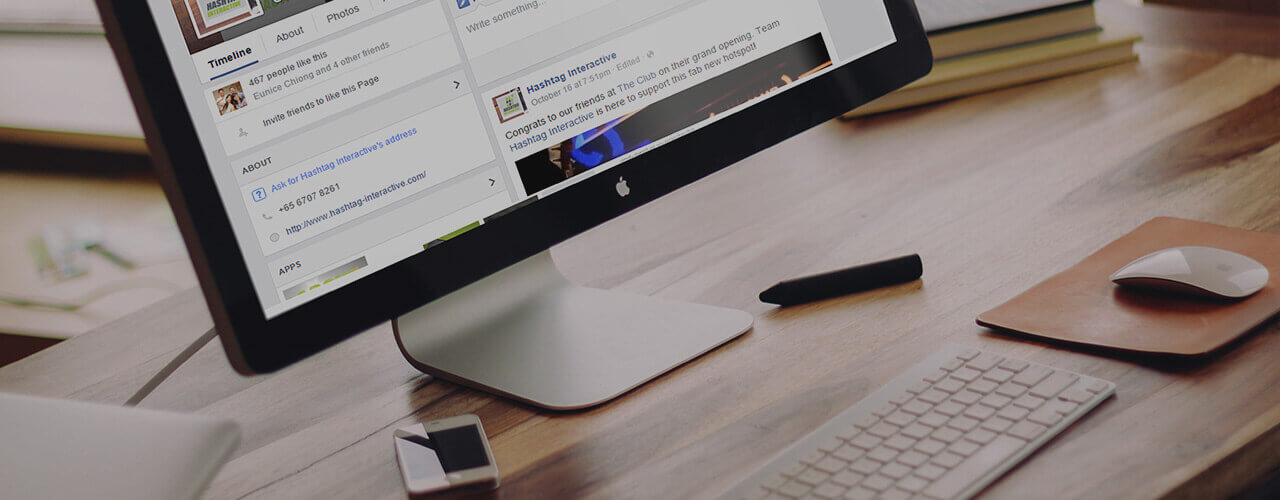 HASHTAG
INTERACTIVE
Timeline
About
Photos
467 people like this
Eunice Chiong and 4 other friends
Invite friends to like this Page
ABOUT
Ask for Hashtag Interactive's address
+65 6707 8261
http://www.hashtag-interactive.com/
APPS
Write something...
Hashtag Interactive
October 16 at 7:51pm · Edited
Congrats to our friends at The Club on their grand opening. Team
Hashtag Interactive is here to support this fab new hotspot!